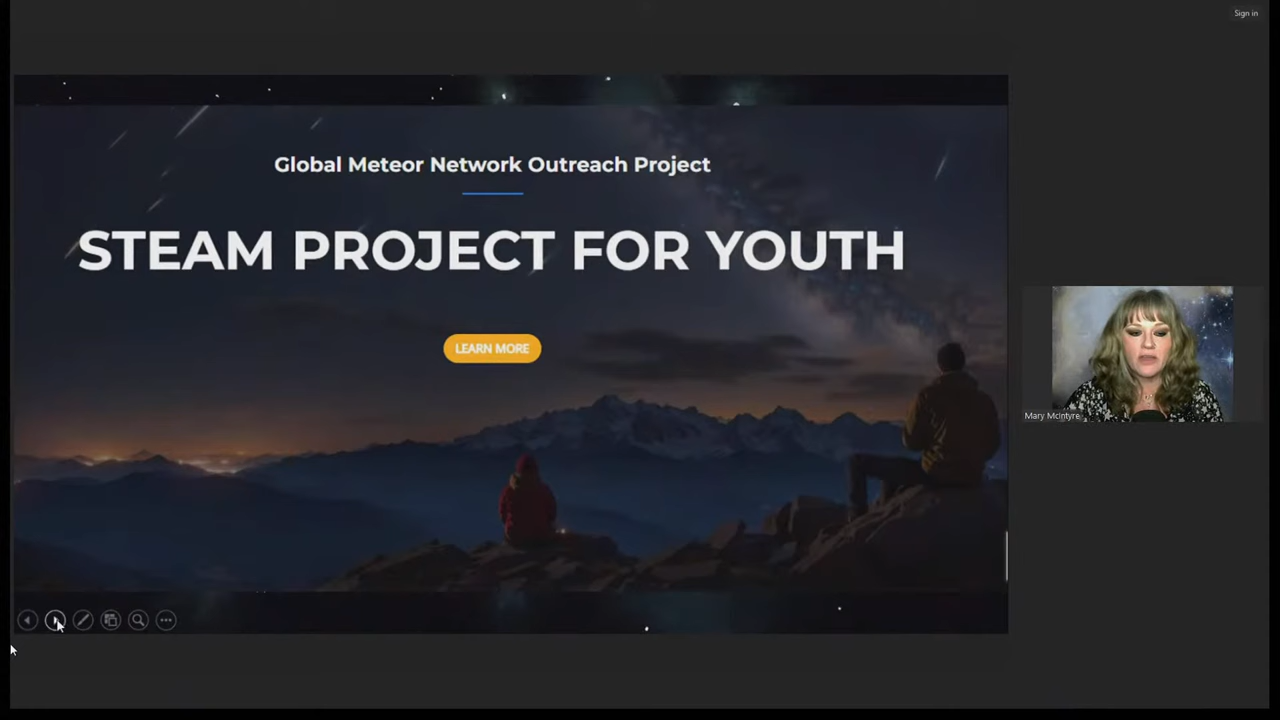 Sign in
Global Meteor Network Outreach Project
STEAM PROJECT FOR YOUTH
LEARN MORE
Mary McIntyre